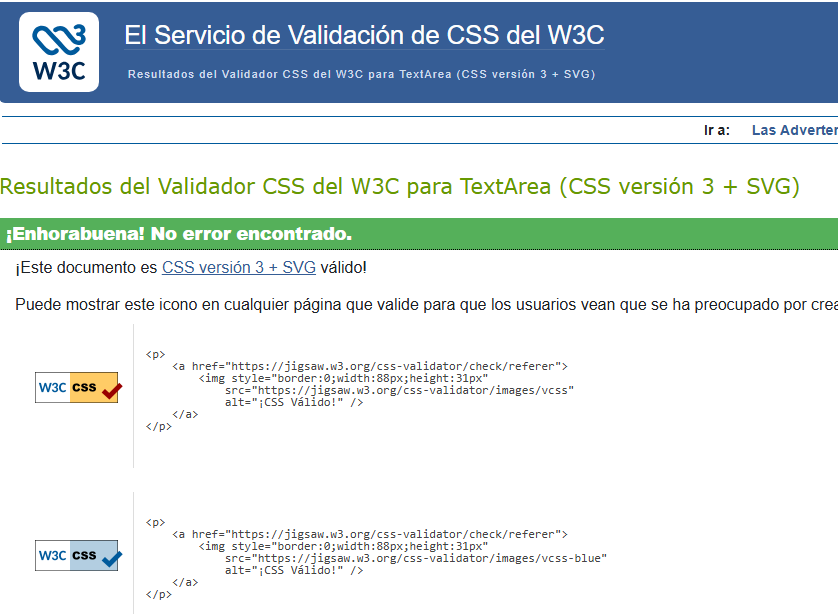 W3C
El Servicio de Validación de CSS del W3C
Resultados del Validador CSS del W3C para TextArea (CSS versión 3 + SVG)
Ir a: Las Adverter
Resultados del Validador CSS del W3C para TextArea (CSS versión 3 + SVG)
¡Enhorabuena! No error encontrado.
¡Este documento es CSS versión 3 + SVG válido!
Puede mostrar este icono en cualquier página que valide para que los usuarios vean que se ha preocupado por crea
W3C css
<p>
<a href="https://jigsaw.w3.org/css-validator/check/referer">
<img style="border:0;width:88px;height:31px"
src="https://jigsaw.w3.org/css-validator/images/vcss"
alt="¡CSS Válido!" />
</a>
</p>
W3C css
<p>
<a href="https://jigsaw.w3.org/css-validator/check/referer">
<img style="border:0;width:88px;height:31px"
src="https://jigsaw.w3.org/css-validator/images/vcss-blue"
alt="¡CSS Válido!" />
</a>
</p>